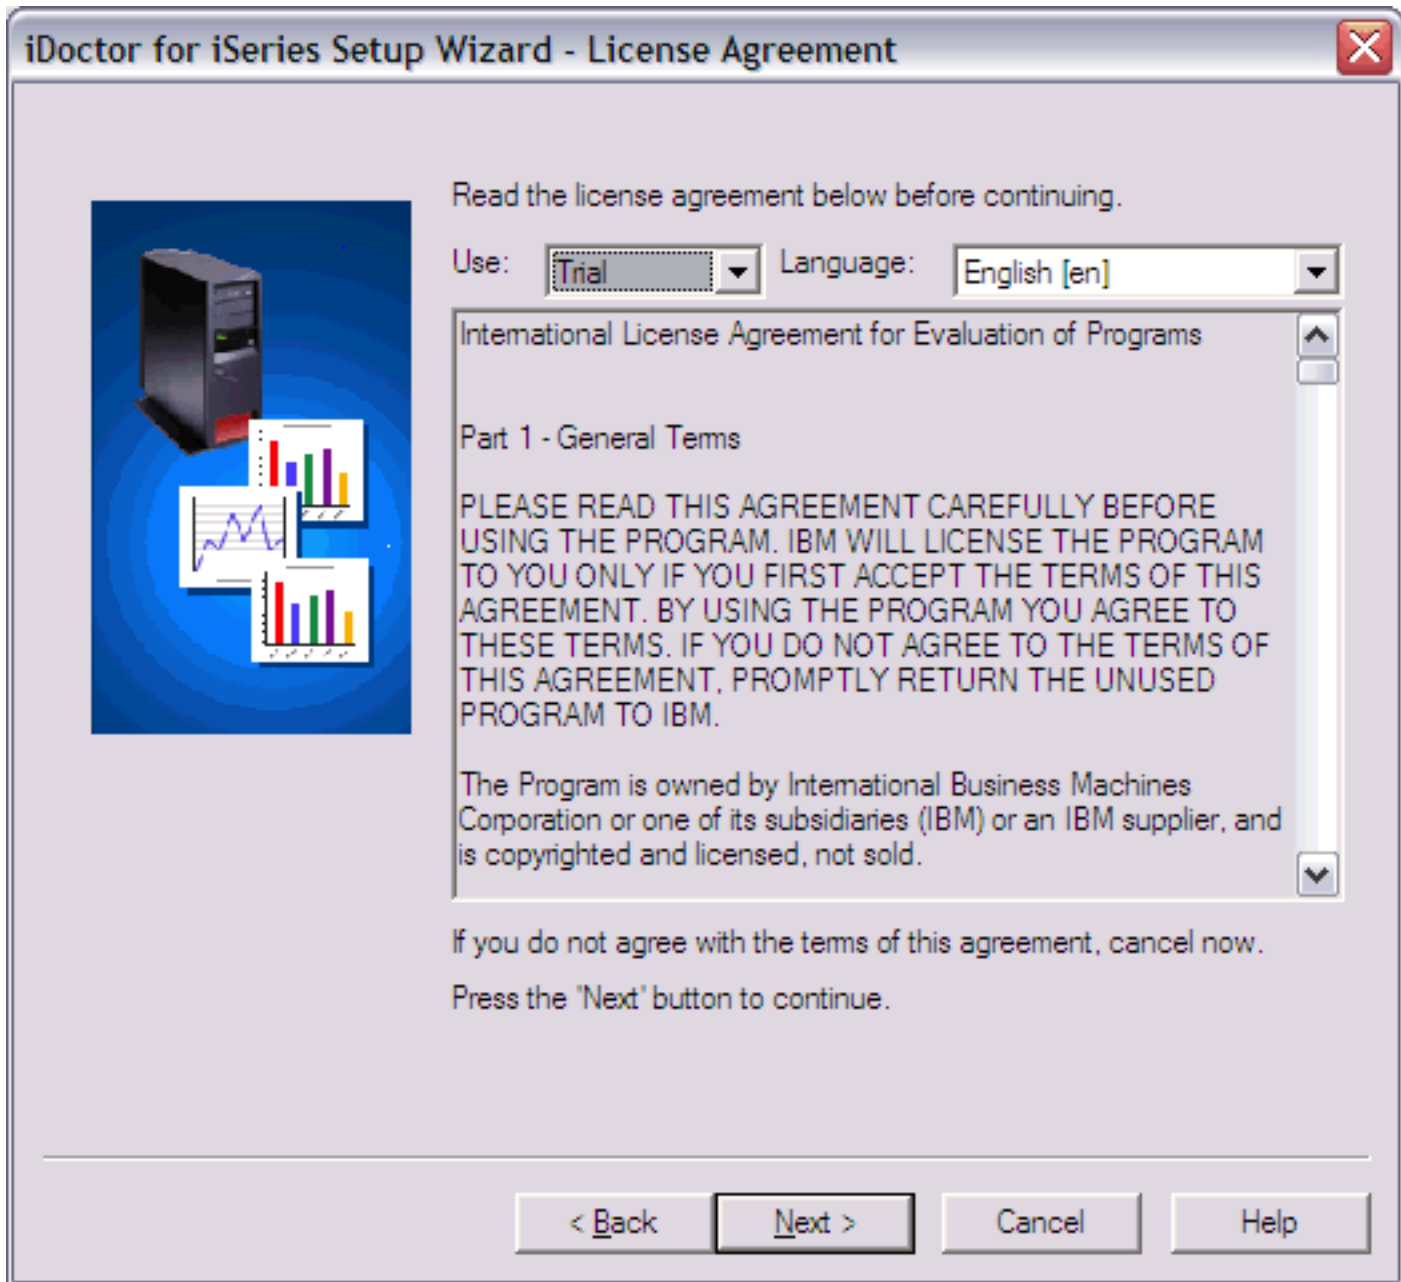 iDoctor for iSeries Setup Wizard - License Agreement
Read the license agreement below before continuing.
Use: Trial Language: English [en]
International License Agreement for Evaluation of Programs
Part 1 - General Terms
PLEASE READ THIS AGREEMENT CAREFULLY BEFORE
USING THE PROGRAM. IBM WILL LICENSE THE PROGRAM
TO YOU ONLY IF YOU FIRST ACCEPT THE TERMS OF THIS
AGREEMENT. BY USING THE PROGRAM YOU AGREE TO
THESE TERMS. IF YOU DO NOT AGREE TO THE TERMS OF
THIS AGREEMENT, PROMPTLY RETURN THE UNUSED
PROGRAM TO IBM.
The Program is owned by International Business Machines
Corporation or one of its subsidiaries (IBM) or an IBM supplier, and
is copyrighted and licensed, not sold.
If you do not agree with the terms of this agreement, cancel now.
Press the 'Next' button to continue.
< Back Next > Cancel Help